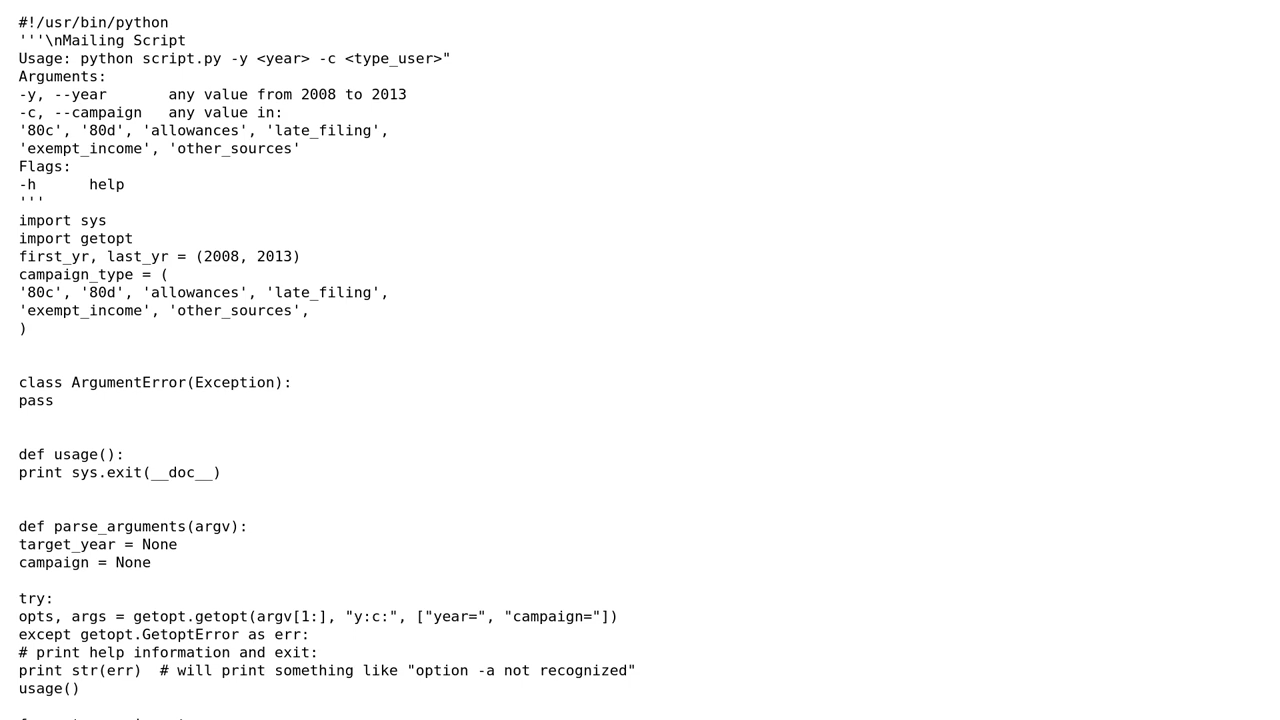 #!/usr/bin/python
'''\nMailing Script
Usage: python script.py -y <year> -c <type_user>"
Arguments:
-y, --year       any value from 2008 to 2013
-c, --campaign   any value in:
'80c', '80d', 'allowances', 'late_filing',
'exempt_income', 'other_sources'
Flags:
-h      help
'''
import sys
import getopt
first_yr, last_yr = (2008, 2013)
campaign_type = (
'80c', '80d', 'allowances', 'late_filing',
'exempt_income', 'other_sources',
)
class ArgumentError(Exception):
pass
def usage():
print sys.exit(__doc__)
def parse_arguments(argv):
target_year = None
campaign = None
try:
opts, args = getopt.getopt(argv[1:], "y:c:", ["year=", "campaign="])
except getopt.GetoptError as err:
# print help information and exit:
print str(err)  # will print something like "option -a not recognized"
usage()